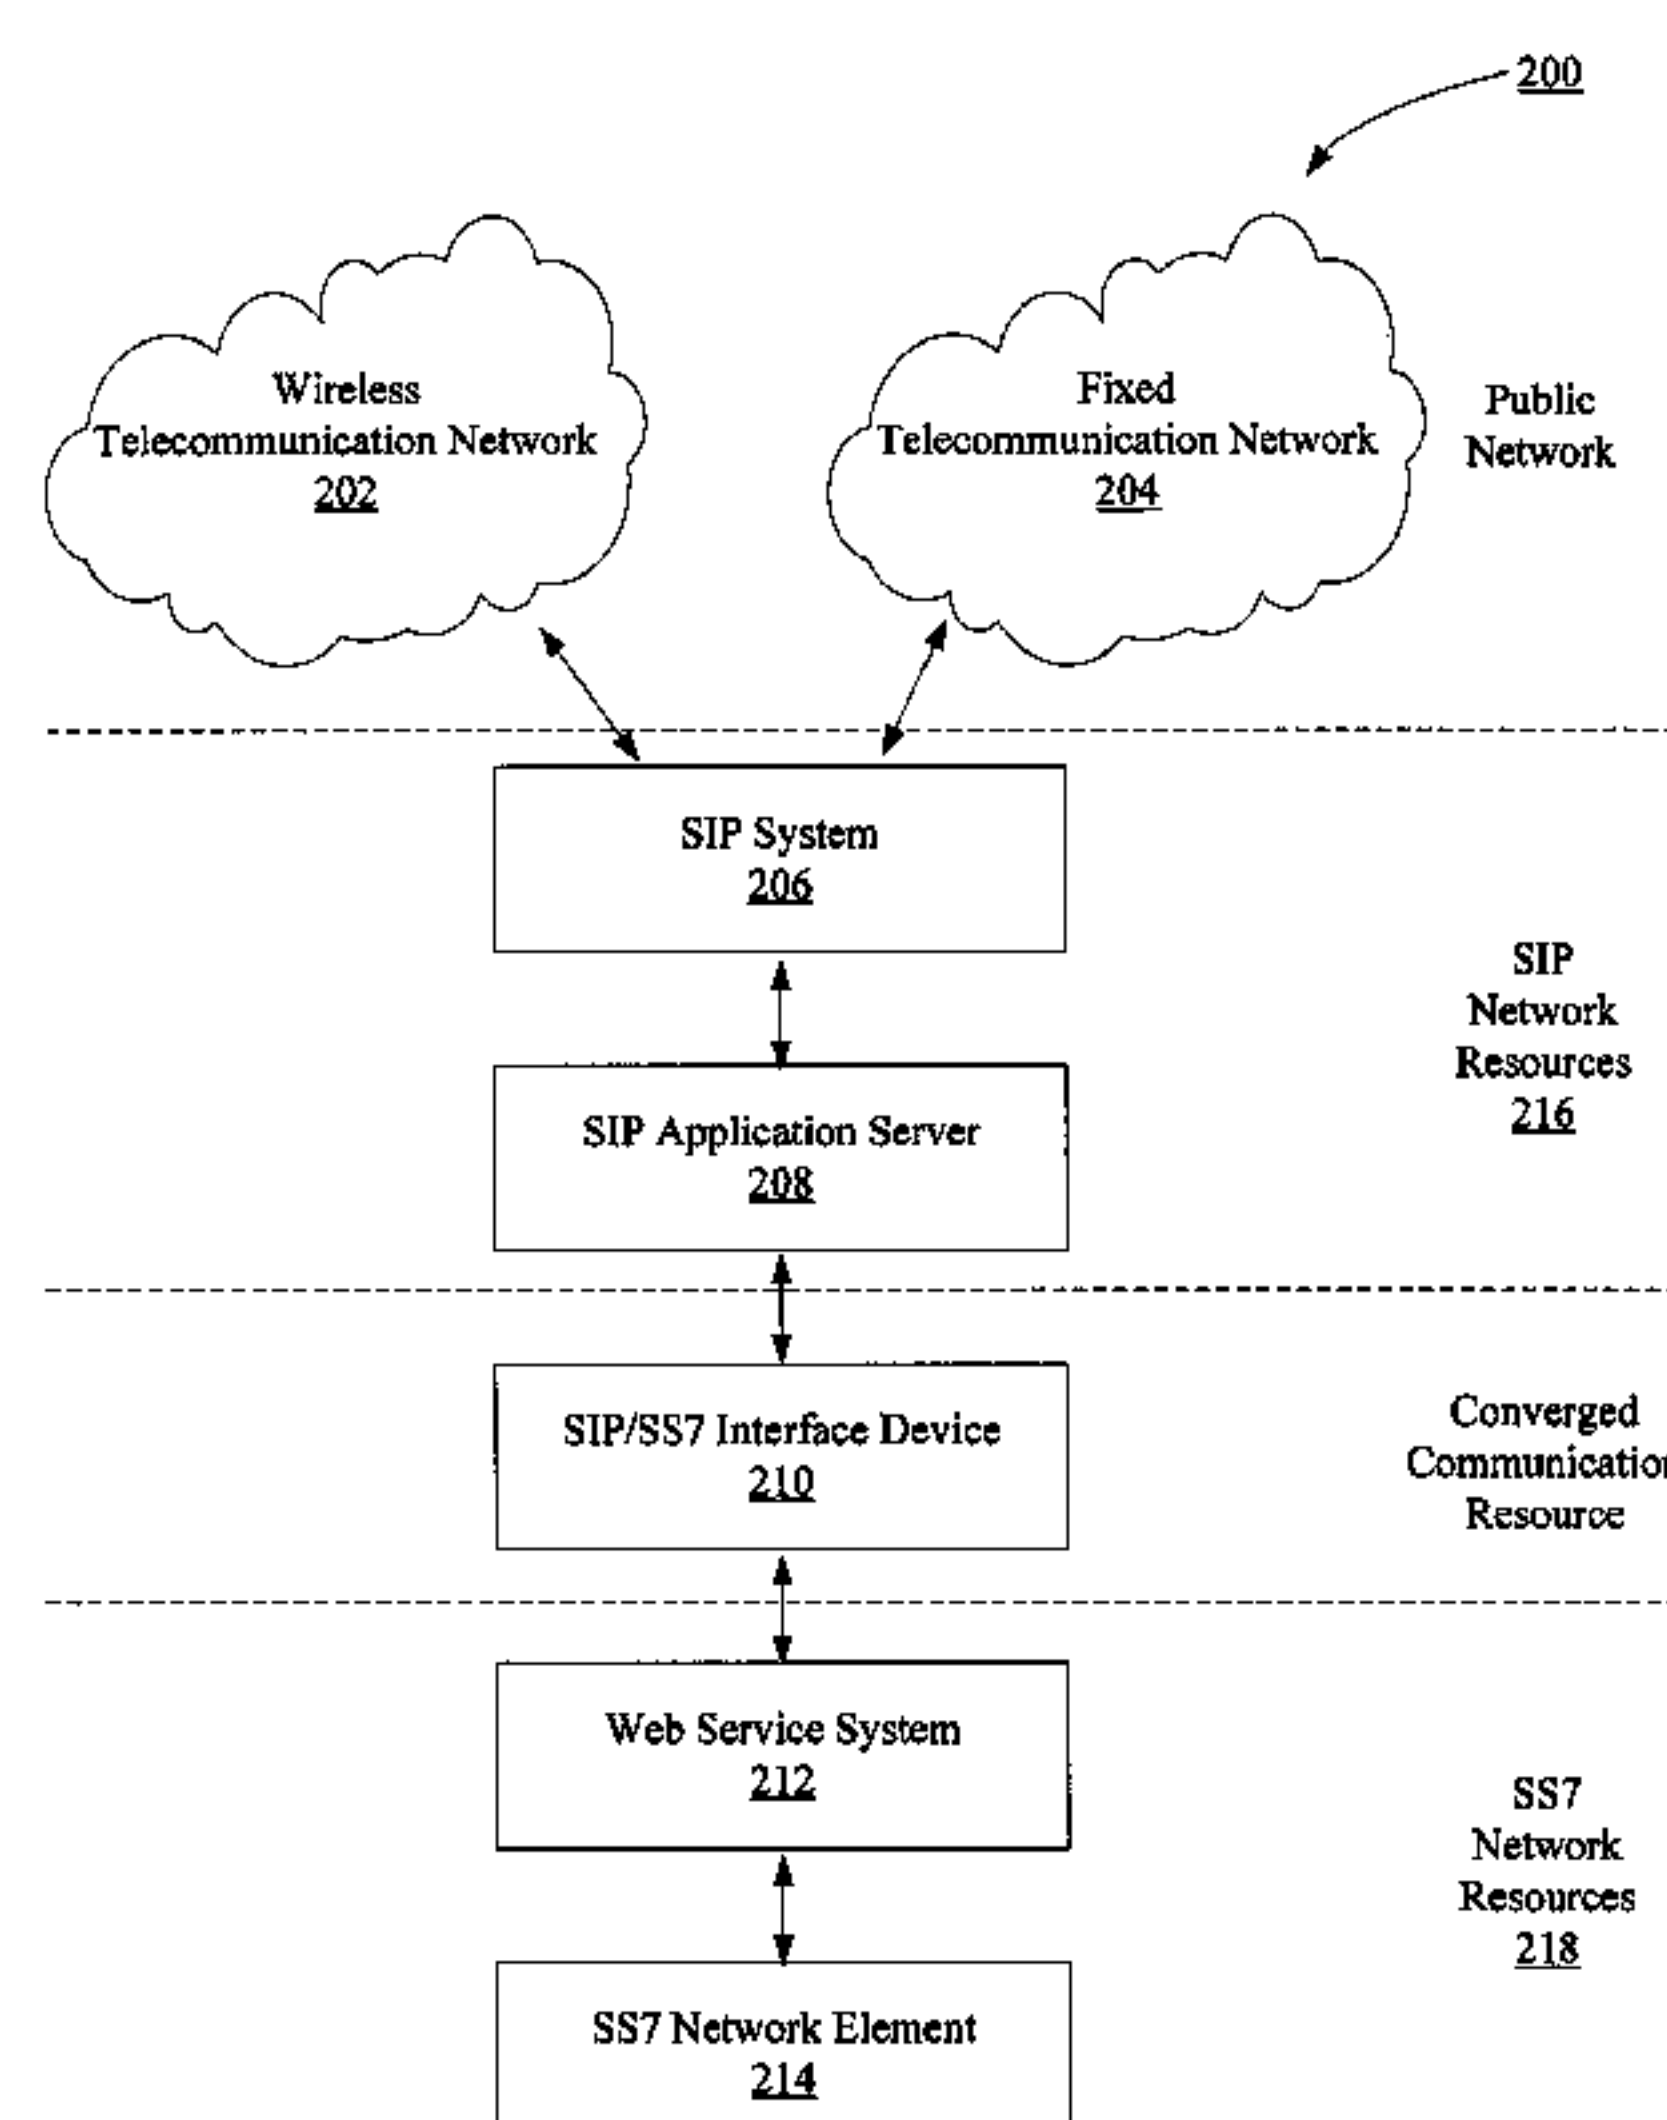 200
Wireless
Telecommunication Network
202
Fixed
Telecommunication Network
204
Public
Network
SIP System
206
SIP
Network
Resources
216
SIP Application Server
208
SIP/SS7 Interface Device
210
Converged
Communication
Resource
Web Service System
212
SS7
Network
Resources
218
SS7 Network Element
214